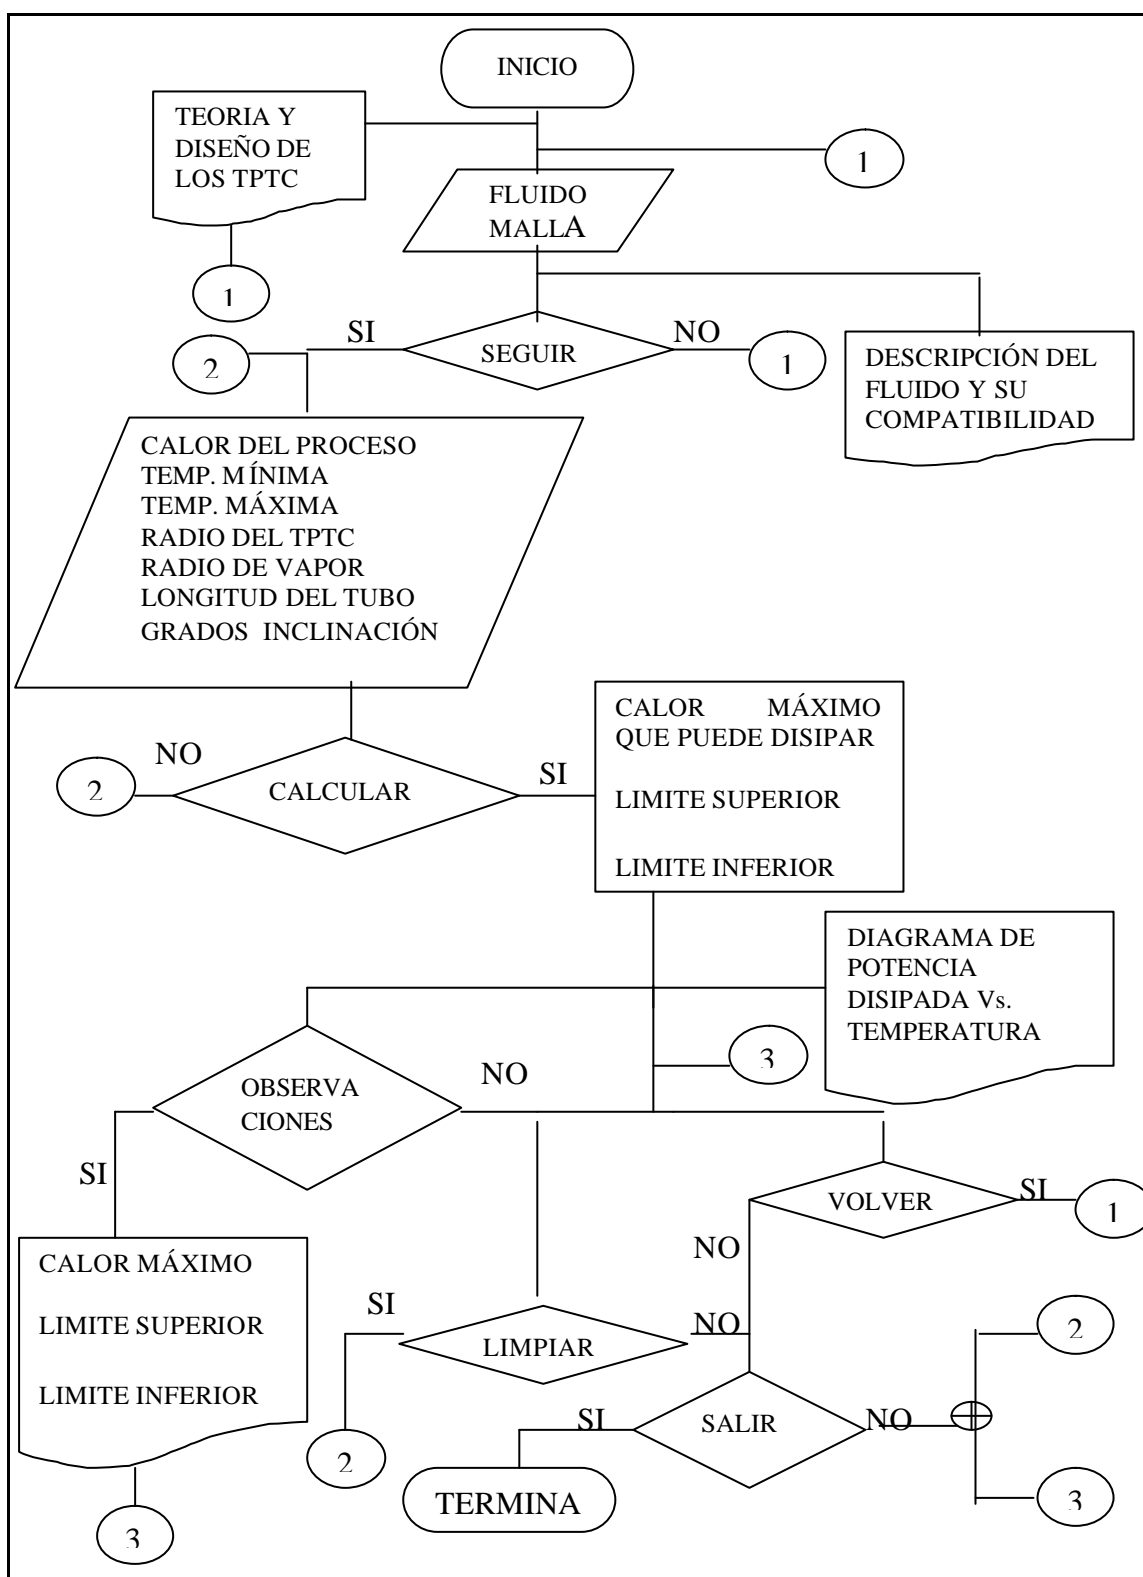 INICIO
TEORIA Y
DISEÑO DE
LOS TPTC
1
FLUIDO
MALLA
1
SI
SEGUIR
NO
2
1
DESCRIPCIÓN DEL
FLUIDO Y SU
COMPATIBILIDAD
CALOR DEL PROCESO
TEMP. MÍNIMA
TEMP. MÁXIMA
RADIO DEL TPTC
RADIO DE VAPOR
LONGITUD DEL TUBO
GRADOS INCLINACIÓN
NO
2
CALCULAR
SI
CALOR MÁXIMO
QUE PUEDE DISIPAR
LIMITE SUPERIOR
LIMITE INFERIOR
DIAGRAMA DE
POTENCIA
DISIPADA Vs.
TEMPERATURA
3
OBSERVA
CIONES
NO
SI
VOLVER
SI
1
NO
CALOR MÁXIMO
LIMITE SUPERIOR
LIMITE INFERIOR
3
SI
LIMPIAR
NO
2
SI
SALIR
NO
2
3
TERMINA